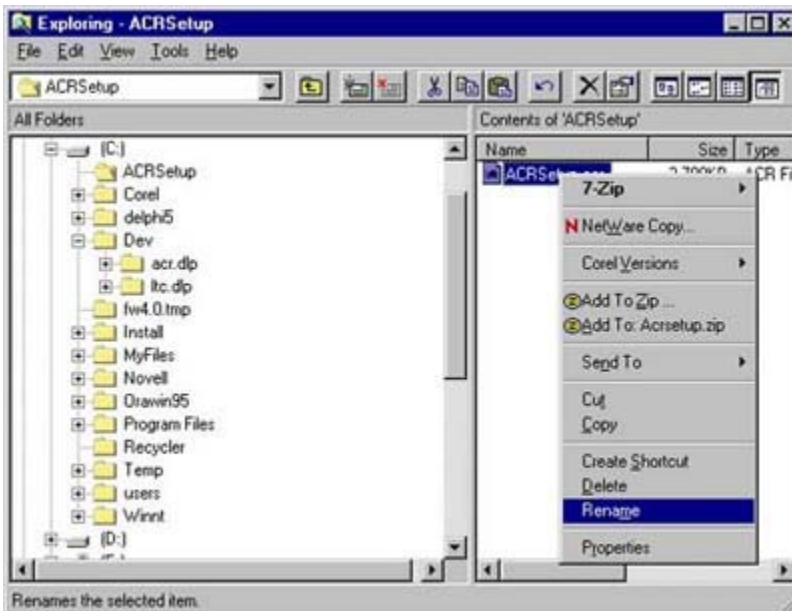 Exploring - ACRSetup
File Edit View Tools Help
ACRSetup
All Folders
Contents of 'ACRSetup'
(C:)
ACRSetup
Corel
delphi5
Dev
acr.dlp
ltc.dlp
fw4.0.tmp
Install
MyFiles
Novell
Orawin95
Program Files
Recycler
Temp
users
Winnt
(D:)
Name Size Type
7-Zip
NetWare Copy...
Corel Versions
Add To Zip ...
Add To: Acrsetup.zip
Send To
Cut
Copy
Create Shortcut
Delete
Rename
Properties
Renames the selected item.